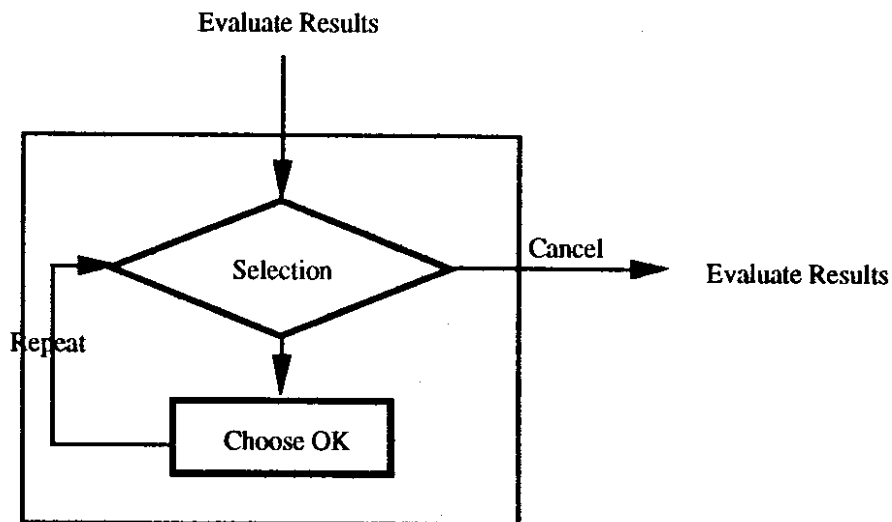 Evaluate Results
Selection
Cancel
Evaluate Results
Repeat
Choose OK